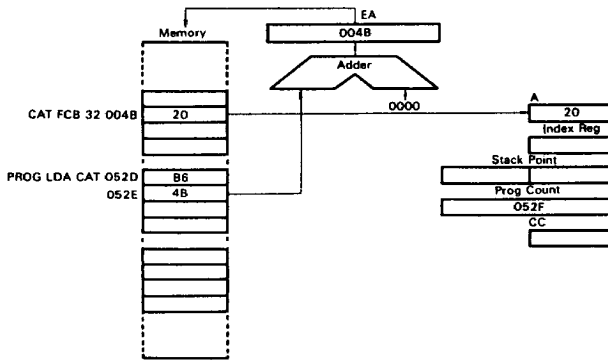 EA
Memory
004B
Adder
0000
A
CAT FCB 32 004B
20
20
Index Reg
Stack Point
PROG LDA CAT 052D
B6
Prog Count
052E
4B
052F
CC